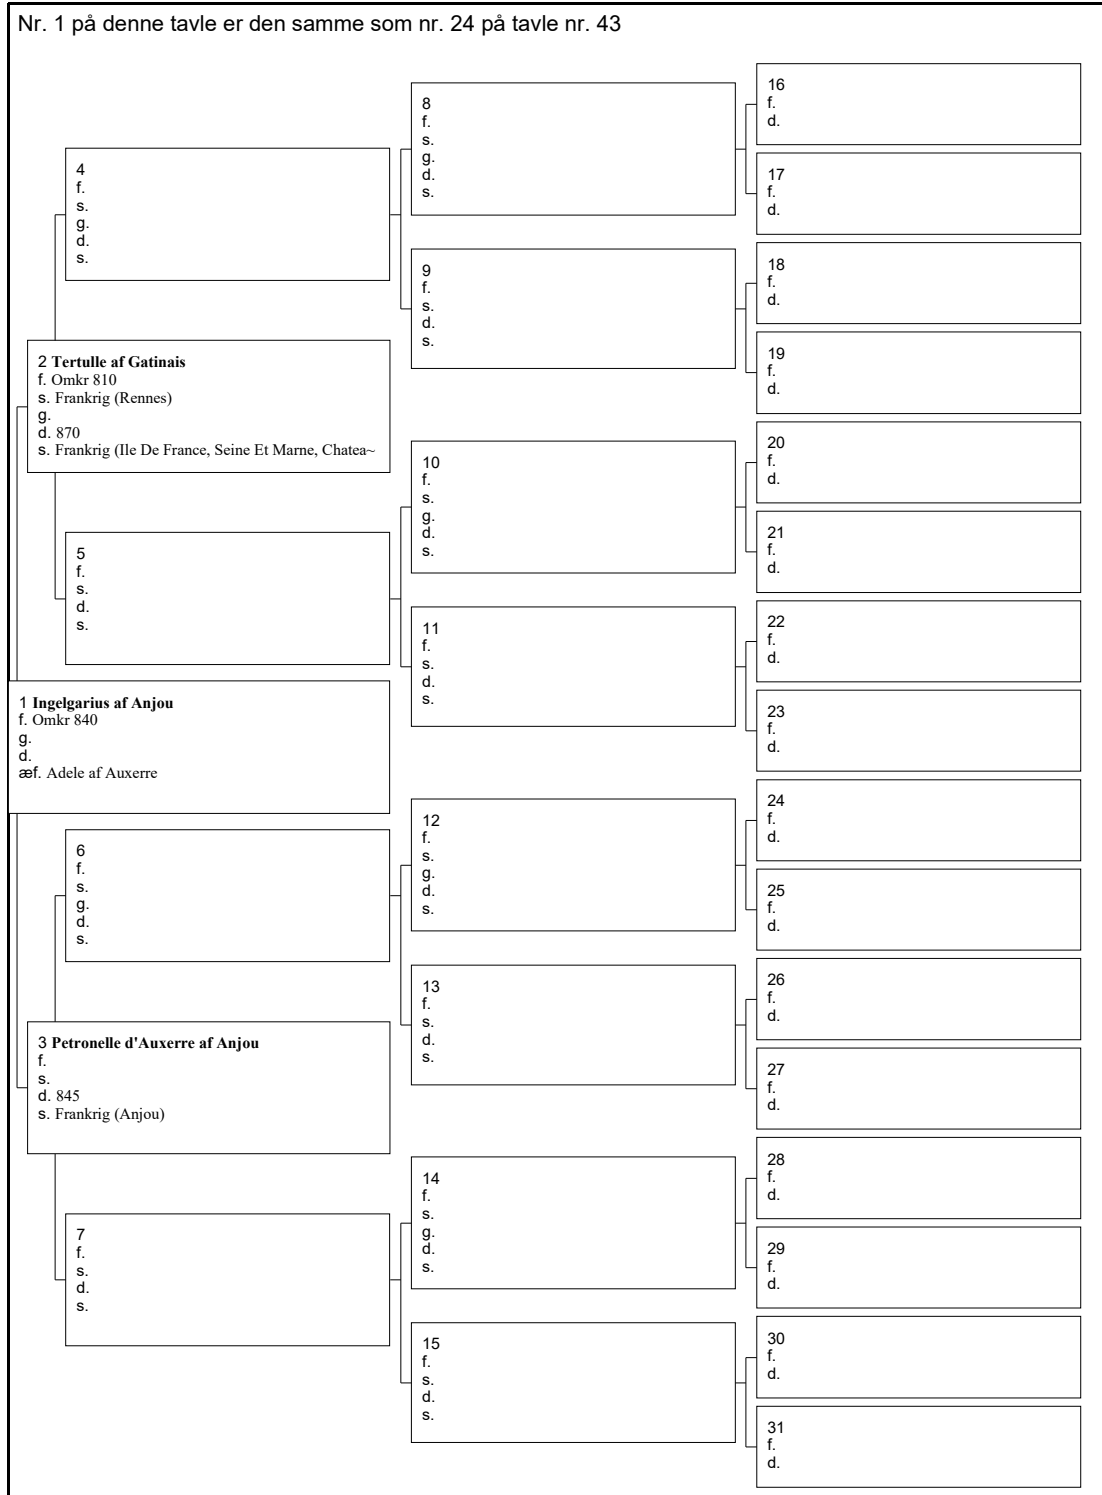 Nr. 1 på denne tavle er den samme som nr. 24 på tavle nr. 43
4
f.
s.
g.
d.
s.
2 Tertulle af Gatinais
f. Omkr 810
s. Frankrig (Rennes)
g.
d. 870
s. Frankrig (Ile De France, Seine Et Marne, Chatea~
5
f.
s.
d.
s.
1 Ingelgarius af Anjou
f. Omkr 840
g.
d.
æf. Adele af Auxerre
6
f.
s.
g.
d.
s.
3 Petronelle d'Auxerre af Anjou
f.
s.
d. 845
s. Frankrig (Anjou)
7
f.
s.
d.
s.
8
f.
s.
g.
d.
s.
9
f.
s.
d.
s.
10
f.
s.
g.
d.
s.
11
f.
s.
d.
s.
12
f.
s.
g.
d.
s.
13
f.
s.
d.
s.
14
f.
s.
g.
d.
s.
15
f.
s.
d.
s.
16
f.
d.
17
f.
d.
18
f.
d.
19
f.
d.
20
f.
d.
21
f.
d.
22
f.
d.
23
f.
d.
24
f.
d.
25
f.
d.
26
f.
d.
27
f.
d.
28
f.
d.
29
f.
d.
30
f.
d.
31
f.
d.